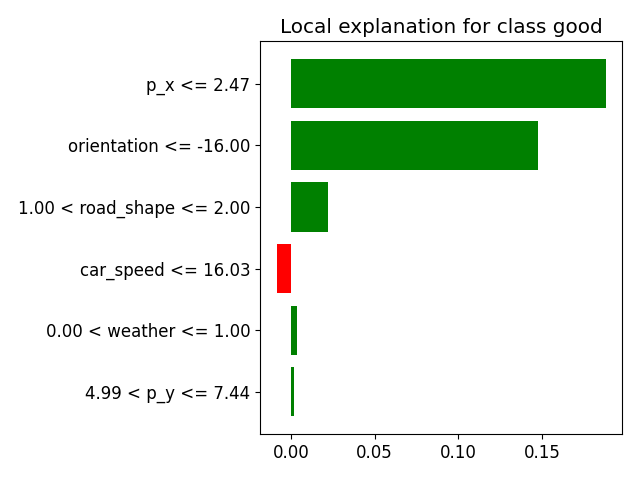 Local explanation for class good
p_x <= 2.47
orientation <= -16.00
1.00 < road_shape <= 2.00
car_speed <= 16.03
0.00 < weather <= 1.00
4.99 < p_y <= 7.44
0.00 0.05 0.10 0.15